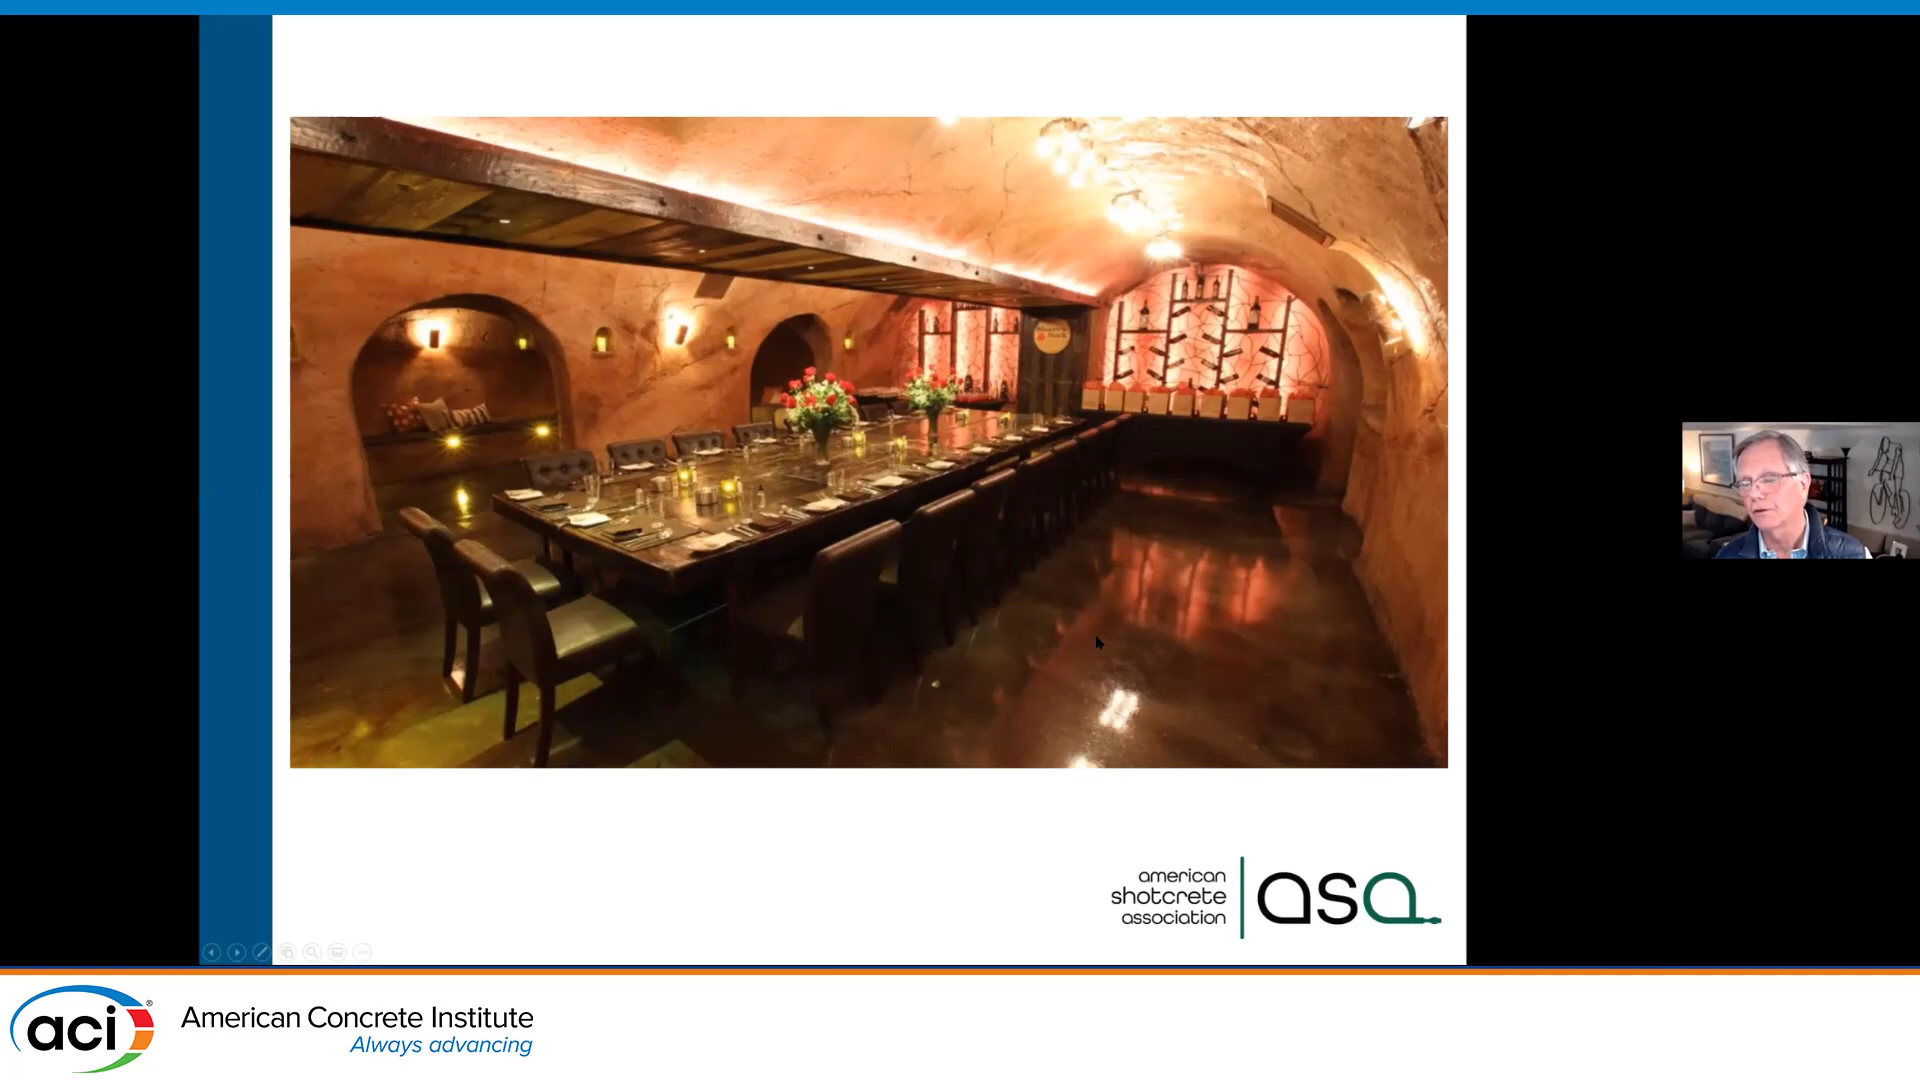 american
shotcrete
association
asa
aci®
American Concrete Institute
Always advancing